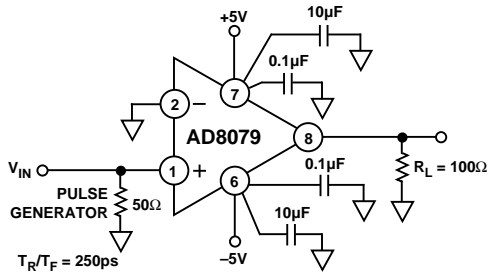 +5V
10µF
0.1µF
7
2
–
AD8079
8
V_IN
1
+
PULSE
GENERATOR
50Ω
6
0.1µF
R_L = 100Ω
10µF
–5V
T_R/T_F = 250ps